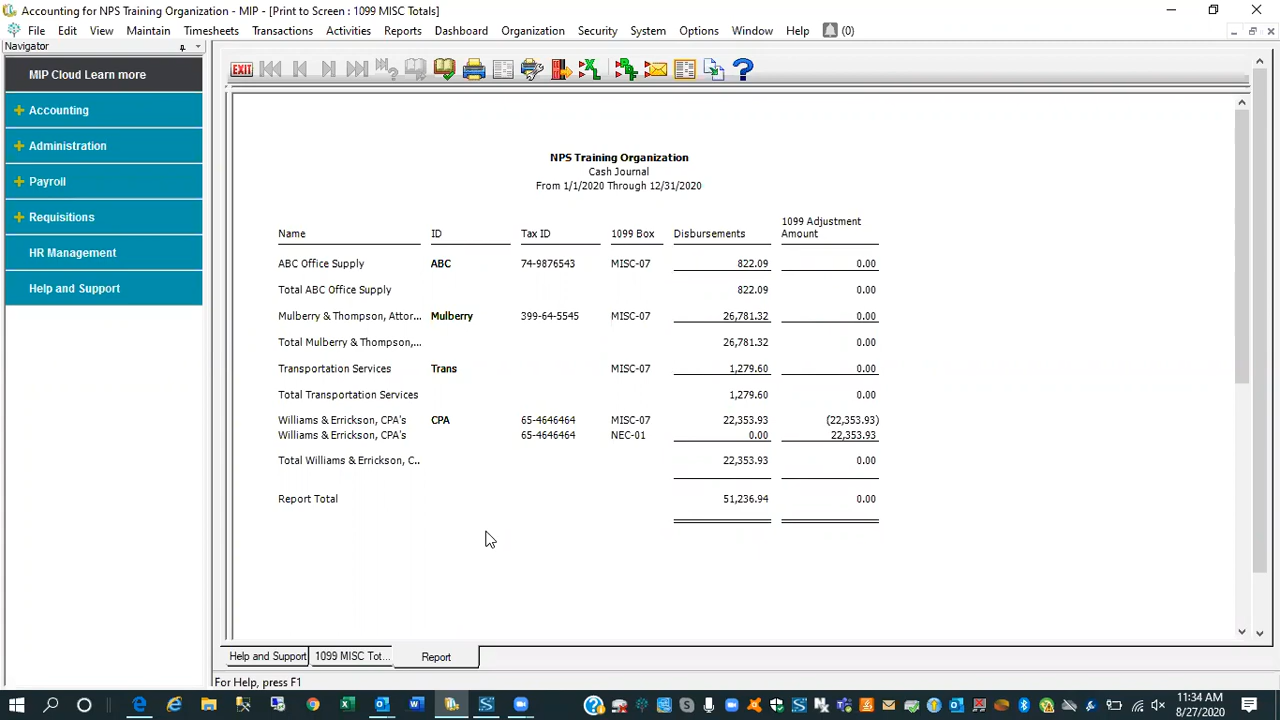 Accounting for NPS Training Organization - MIP - [Print to Screen : 1099 MISC Totals]
File Edit View Maintain Timesheets Transactions Activities Reports Dashboard Organization Security System Options Window Help (0)
Navigator
MIP Cloud Learn more
Accounting
Administration
Payroll
Requisitions
HR Management
Help and Support
EXIT
NPS Training Organization
Cash Journal
From 1/1/2020 Through 12/31/2020
Name ID Tax ID 1099 Box Disbursements 1099 Adjustment Amount
ABC Office Supply ABC 74-9876543 MISC-07 822.09 0.00
Total ABC Office Supply 822.09 0.00
Mulberry & Thompson, Attor... Mulberry 399-64-5545 MISC-07 26,781.32 0.00
Total Mulberry & Thompson,... 26,781.32 0.00
Transportation Services Trans MISC-07 1,279.60 0.00
Total Transportation Services 1,279.60 0.00
Williams & Errickson, CPA's CPA 65-4646464 MISC-07 22,353.93 (22,353.93)
Williams & Errickson, CPA's 65-4646464 NEC-01 0.00 22,353.93
Total Williams & Errickson, C.. 22,353.93 0.00
Report Total 51,236.94 0.00
Help and Support 1099 MISC Tot... Report
For Help, press F1
11:34 AM
8/27/2020